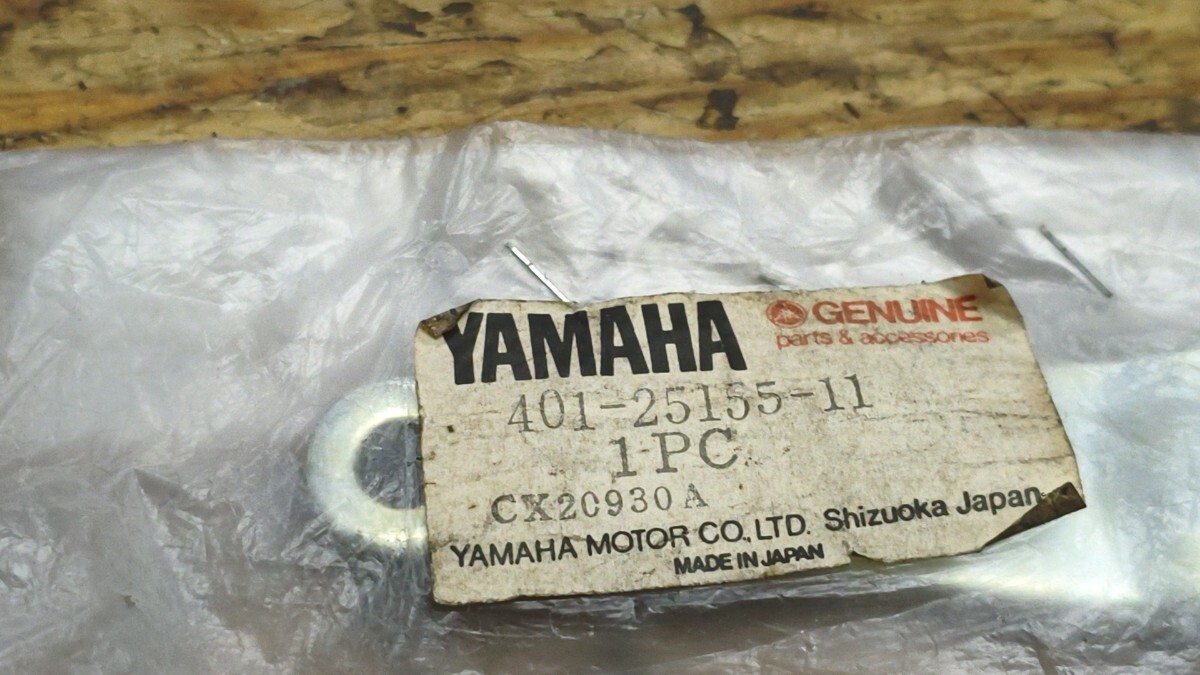 YAMAHA
GENUINE
parts & accessories
401-25155-11
1 PC
CX20930A
YAMAHA MOTOR CO., LTD. Shizuoka Japan
MADE IN JAPAN